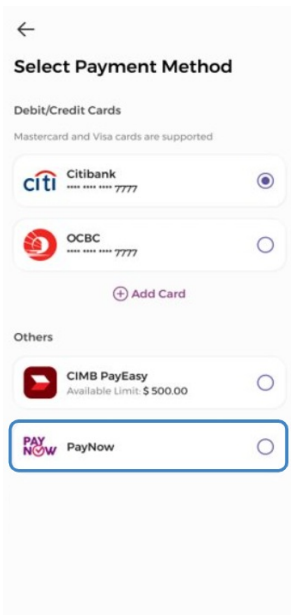 Select Payment Method
Debit/Credit Cards
Mastercard and Visa cards are supported
citi Citibank
•••• •••• •••• 7777
OCBC
•••• •••• •••• 7777
Add Card
Others
CIMB PayEasy
Available Limit: $ 500.00
PAY NOW PayNow